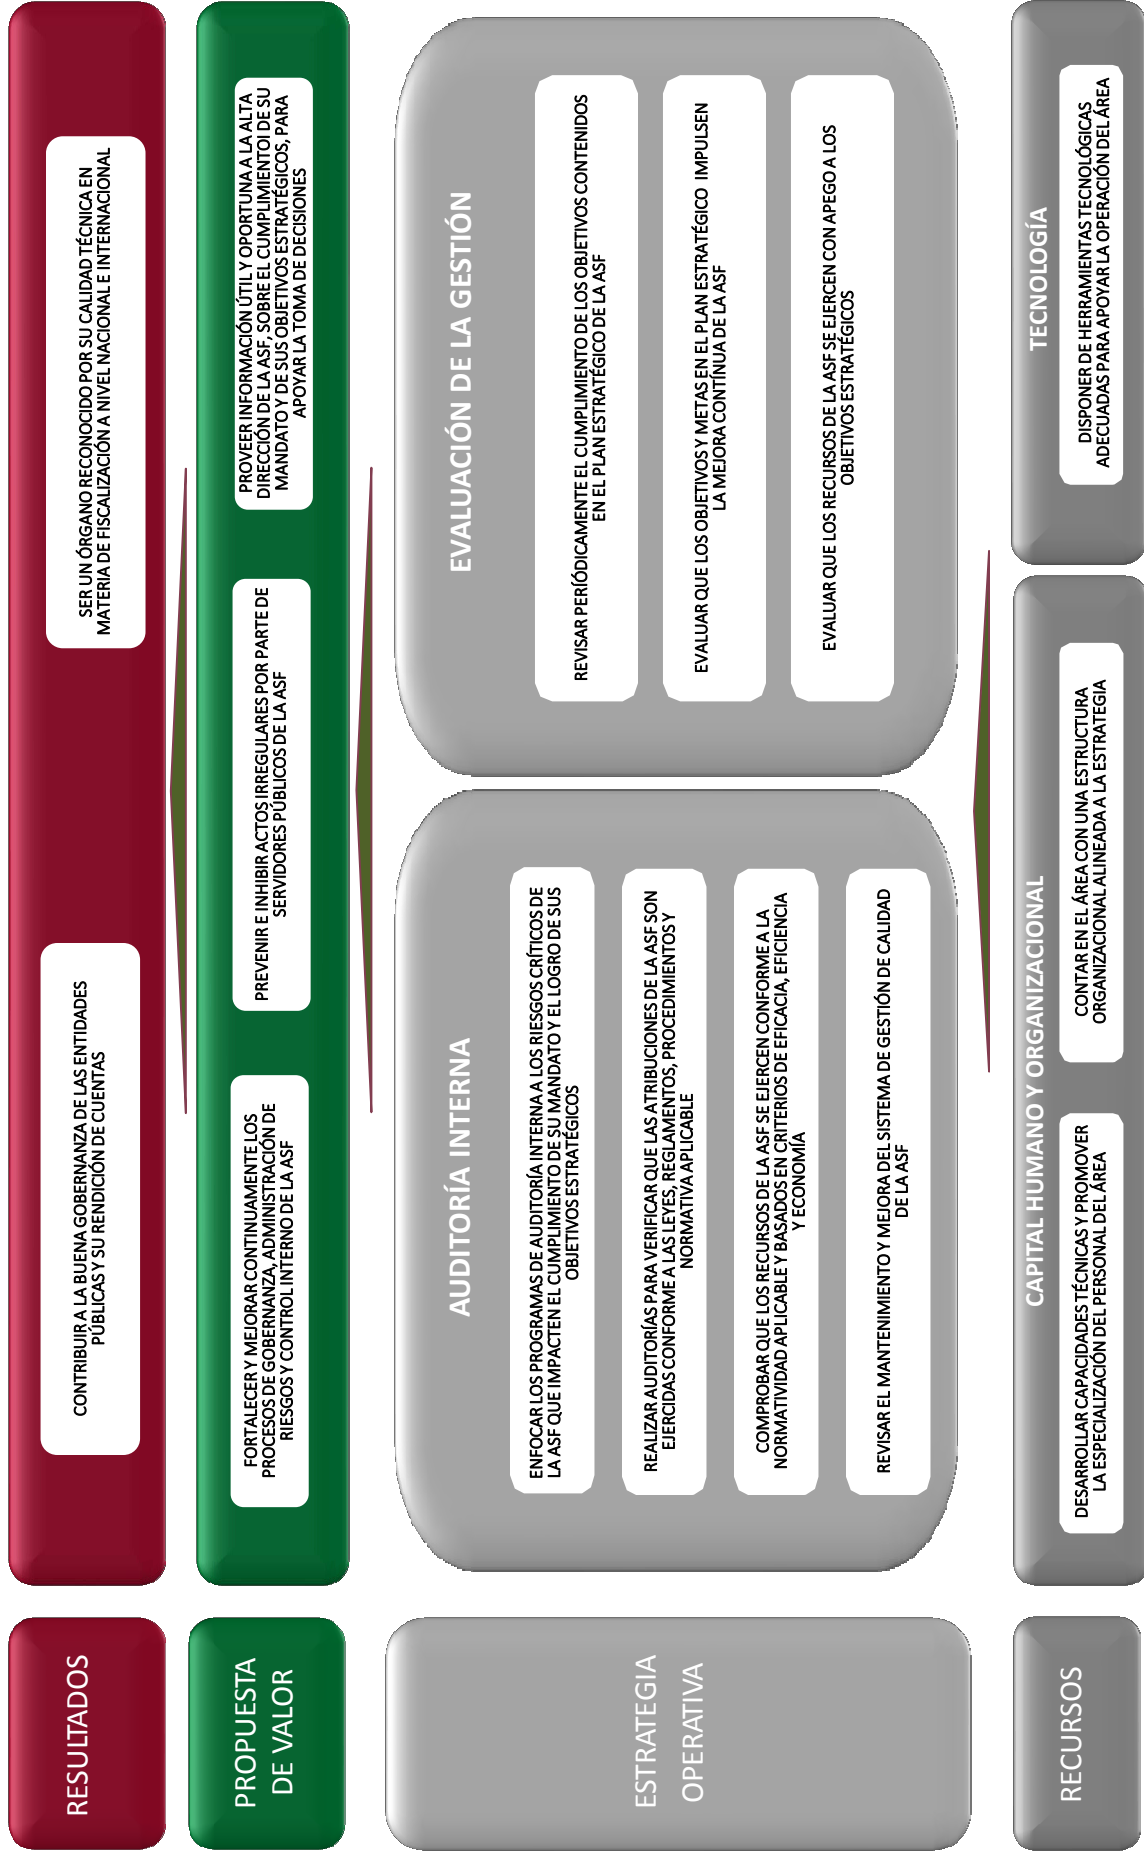 RESULTADOS
CONTRIBUIR A LA BUENA GOBERNANZA DE LAS ENTIDADES
PÚBLICAS Y SU RENDICIÓN DE CUENTAS
SER UN ÓRGANO RECONOCIDO POR SU CALIDAD TÉCNICA EN
MATERIA DE FISCALIZACIÓN A NIVEL NACIONAL E INTERNACIONAL
PROPUESTA
DE VALOR
FORTALECER Y MEJORAR CONTINUAMENTE LOS
PROCESOS DE GOBERNANZA, ADMINISTRACIÓN DE
RIESGOS Y CONTROL INTERNO DE LA ASF
PREVENIR E INHIBIR ACTOS IRREGULARES POR PARTE DE
SERVIDORES PÚBLICOS DE LA ASF
PROVEER INFORMACIÓN ÚTIL Y OPORTUNA A LA ALTA
DIRECCIÓN DE LA ASF, SOBRE EL CUMPLIMIENTOI DE SU
MANDATO Y DE SUS OBJETIVOS ESTRATÉGICOS, PARA
APOYAR LA TOMA DE DECISIONES
ESTRATEGIA
OPERATIVA
AUDITORÍA INTERNA
ENFOCAR LOS PROGRAMAS DE AUDITORÍA INTERNA A LOS RIESGOS CRÍTICOS DE
LA ASF QUE IMPACTEN EL CUMPLIMIENTO DE SU MANDATO Y EL LOGRO DE SUS
OBJETIVOS ESTRATÉGICOS
REALIZAR AUDITORÍAS PARA VERIFICAR QUE LAS ATRIBUCIONES DE LA ASF SON
EJERCIDAS CONFORME A LAS LEYES, REGLAMENTOS, PROCEDIMIENTOS Y
NORMATIVA APLICABLE
COMPROBAR QUE LOS RECURSOS DE LA ASF SE EJERCEN CONFORME A LA
NORMATIVIDAD APLICABLE Y BASADOS EN CRITERIOS DE EFICACIA, EFICIENCIA
Y ECONOMÍA
REVISAR EL MANTENIMIENTO Y MEJORA DEL SISTEMA DE GESTIÓN DE CALIDAD
DE LA ASF
EVALUACIÓN DE LA GESTIÓN
REVISAR PERÍÓDICAMENTE EL CUMPLIMIENTO DE LOS OBJETIVOS CONTENIDOS
EN EL PLAN ESTRATÉGICO DE LA ASF
EVALUAR QUE LOS OBJETIVOS Y METAS EN EL PLAN ESTRATÉGICO IMPULSEN
LA MEJORA CONTÍNUA DE LA ASF
EVALUAR QUE LOS RECURSOS DE LA ASF SE EJERCEN CON APEGO A LOS
OBJETIVOS ESTRATÉGICOS
RECURSOS
CAPITAL HUMANO Y ORGANIZACIONAL
DESARROLLAR CAPACIDADES TÉCNICAS Y PROMOVER
LA ESPECIALIZACIÓN DEL PERSONAL DEL ÁREA
CONTAR EN EL ÁREA CON UNA ESTRUCTURA
ORGANIZACIONAL ALINEADA A LA ESTRATEGIA
TECNOLOGÍA
DISPONER DE HERRAMIENTAS TECNOLÓGICAS
ADECUADAS PARA APOYAR LA OPERACIÓN DEL ÁREA